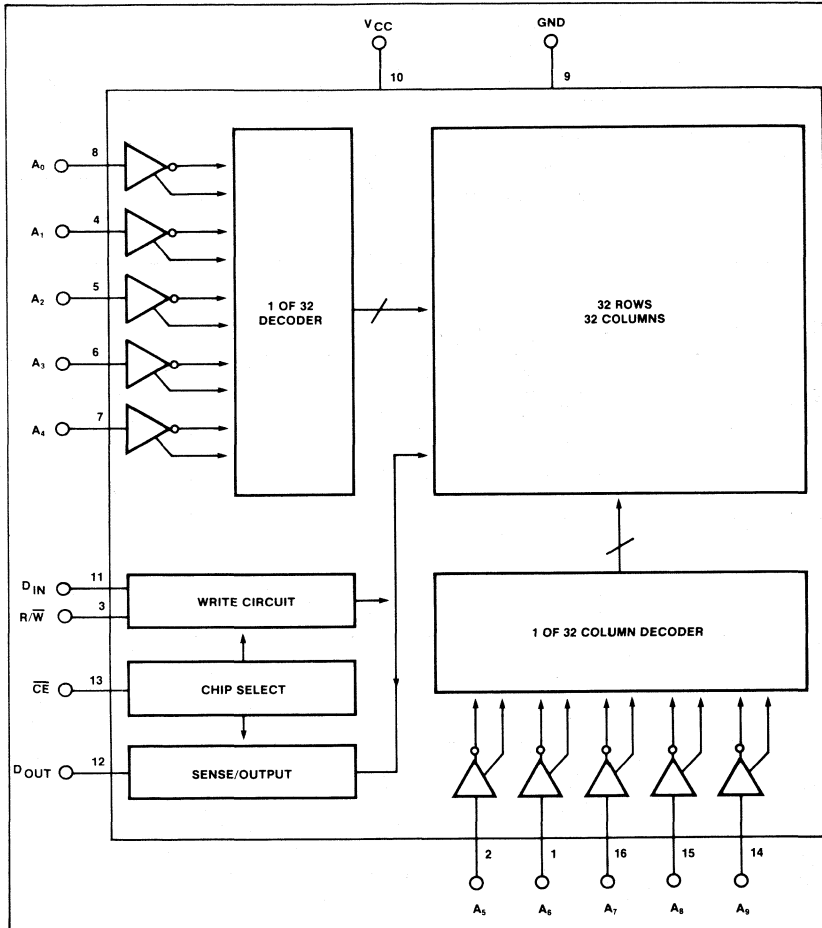 VCC
GND
10
9
A0
8
A1
4
A2
5
A3
6
A4
7
1 OF 32
DECODER
32 ROWS
32 COLUMNS
DIN
11
R/W̅
3
WRITE CIRCUIT
C̅E̅
13
CHIP SELECT
DOUT
12
SENSE/OUTPUT
1 OF 32 COLUMN DECODER
2
1
16
15
14
A5
A6
A7
A8
A9